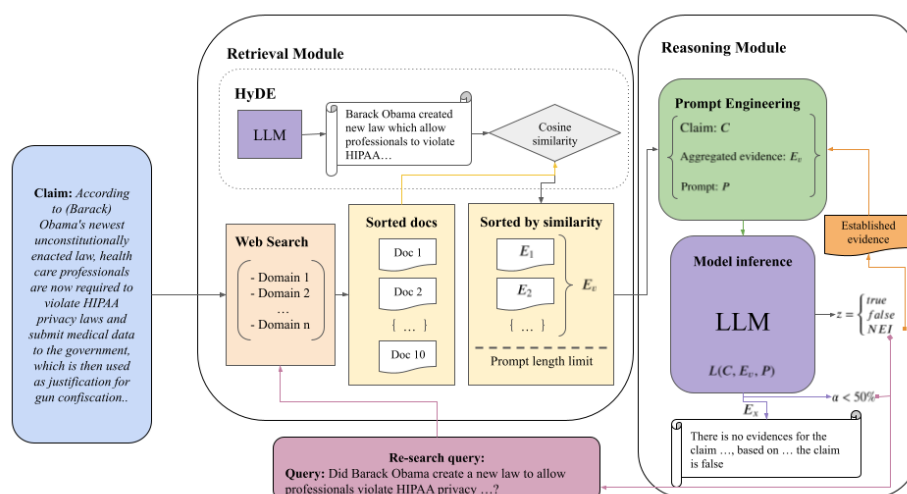 Retrieval Module
HyDE
LLM
Barack Obama created
new law which allow
professionals to violate
HIPAA…
Cosine
similarity
Claim: According
to (Barack)
Obama's newest
unconstitutionally
enacted law, health
care professionals
are now required to
violate HIPAA
privacy laws and
submit medical data
to the government,
which is then used
as justification for
gun confiscation..
Web Search
- Domain 1
- Domain 2
...
- Domain n
Sorted docs
Doc 1
Doc 2
{ ... }
Doc 10
Sorted by similarity
E₁
E₂
{ ... }
Eᵥ
Prompt length limit
Reasoning Module
Prompt Engineering
Claim: C
Aggregated evidence: Eᵥ
Prompt: P
Established
evidence
Model inference
LLM
L(C, Eᵥ, P)
z = { true
false
NEI
α < 50%
Eₓ
There is no evidences for the
claim …, based on … the claim
is false
Re-search query:
Query: Did Barack Obama create a new law to allow
professionals violate HIPAA privacy …?